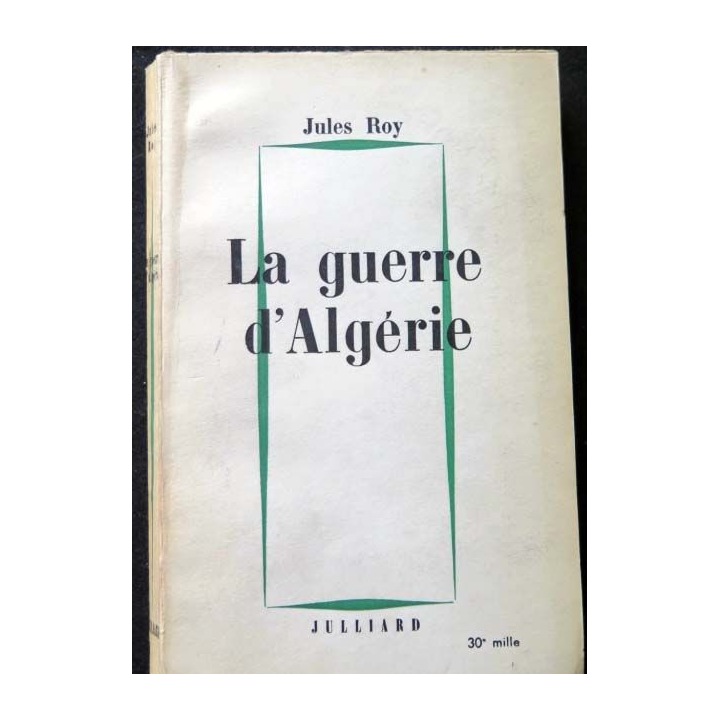 Jules Roy
La guerre
d'Algérie
JULLIARD
30e mille